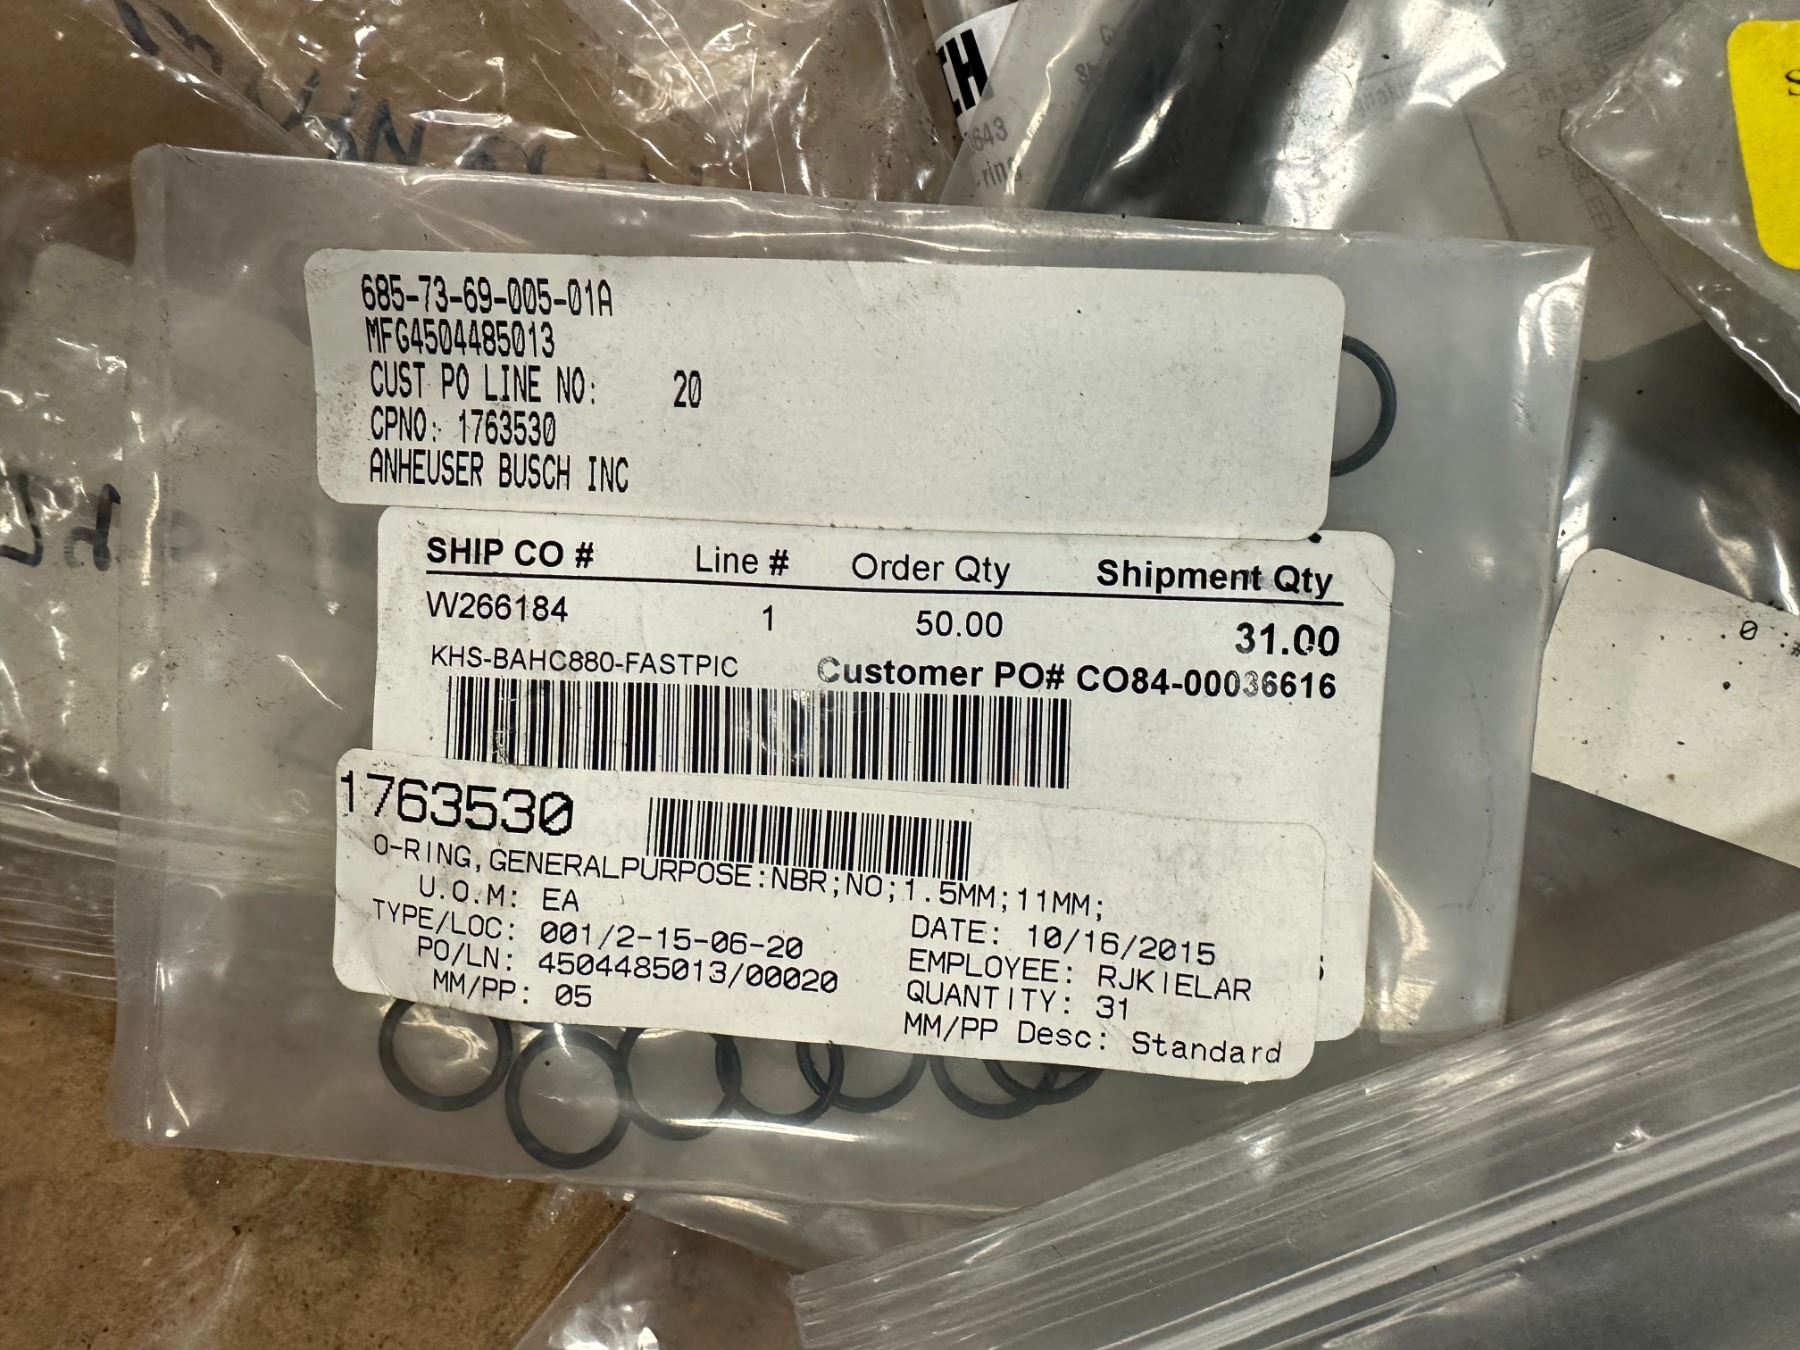 685-73-69-005-01A
MFG4504485013
CUST PO LINE NO: 20
CPNO: 1763530
ANHEUSER BUSCH INC
SHIP CO # Line # Order Qty Shipment Qty
W266184 1 50.00 31.00
KHS-BAHC880-FASTPIC Customer PO# CO84-00036616
1763530
O-RING,GENERALPURPOSE:NBR;NO;1.5MM;11MM;
U.O.M: EA
TYPE/LOC: 001/2-15-06-20 DATE: 10/16/2015
PO/LN: 4504485013/00020 EMPLOYEE: RJKIELAR
MM/PP: 05 QUANTITY: 31
MM/PP Desc: Standard